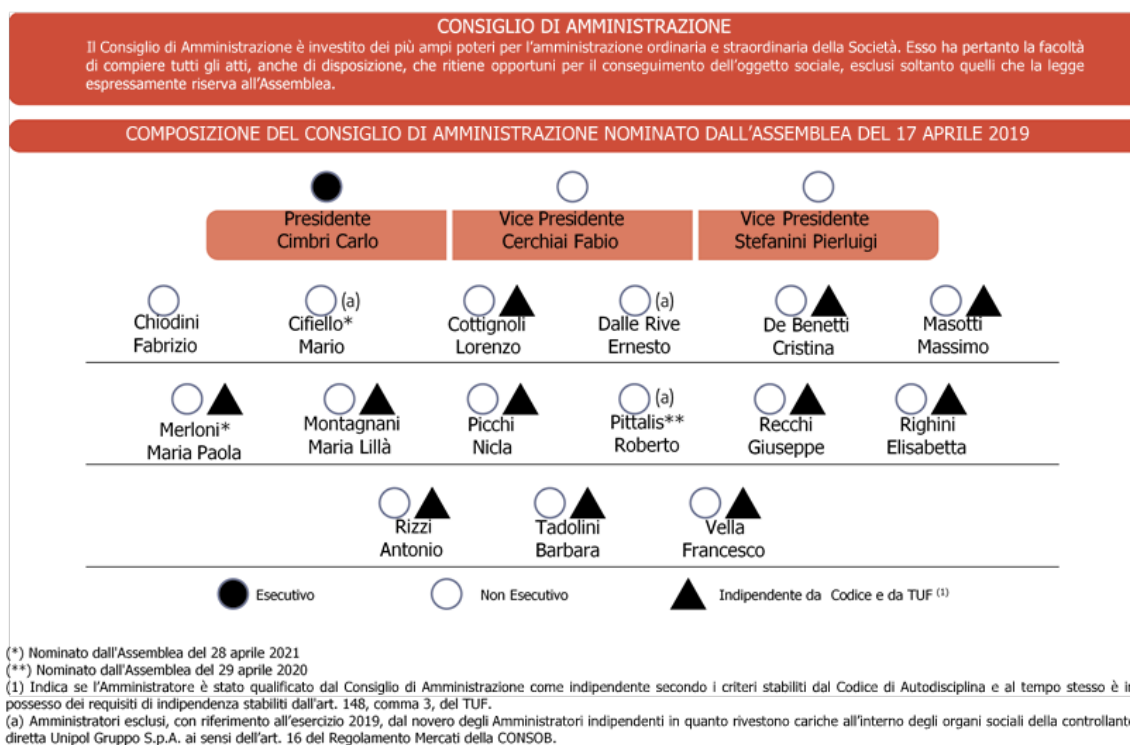 CONSIGLIO DI AMMINISTRAZIONE
Il Consiglio di Amministrazione è investito dei più ampi poteri per l'amministrazione ordinaria e straordinaria della Società. Esso ha pertanto la facoltà
di compiere tutti gli atti, anche di disposizione, che ritiene opportuni per il conseguimento dell'oggetto sociale, esclusi soltanto quelli che la legge
espressamente riserva all'Assemblea.
COMPOSIZIONE DEL CONSIGLIO DI AMMINISTRAZIONE NOMINATO DALL'ASSEMBLEA DEL 17 APRILE 2019
Presidente
Cimbri Carlo
Vice Presidente
Cerchiai Fabio
Vice Presidente
Stefanini Pierluigi
Chiodini
Fabrizio
(a)
Cifiello*
Mario
Cottignoli
Lorenzo
(a)
Dalle Rive
Ernesto
De Benetti
Cristina
Masotti
Massimo
Merloni*
Maria Paola
Montagnani
Maria Lillà
Picchi
Nicla
(a)
Pittalis**
Roberto
Recchi
Giuseppe
Righini
Elisabetta
Rizzi
Antonio
Tadolini
Barbara
Vella
Francesco
Esecutivo
Non Esecutivo
Indipendente da Codice e da TUF (1)
(*) Nominato dall'Assemblea del 28 aprile 2021
(**) Nominato dall'Assemblea del 29 aprile 2020
(1) Indica se l'Amministratore è stato qualificato dal Consiglio di Amministrazione come indipendente secondo i criteri stabiliti dal Codice di Autodisciplina e al tempo stesso è in
possesso dei requisiti di indipendenza stabiliti dall'art. 148, comma 3, del TUF.
(a) Amministratori esclusi, con riferimento all'esercizio 2019, dal novero degli Amministratori indipendenti in quanto rivestono cariche all'interno degli organi sociali della controllante
diretta Unipol Gruppo S.p.A. ai sensi dell'art. 16 del Regolamento Mercati della CONSOB.